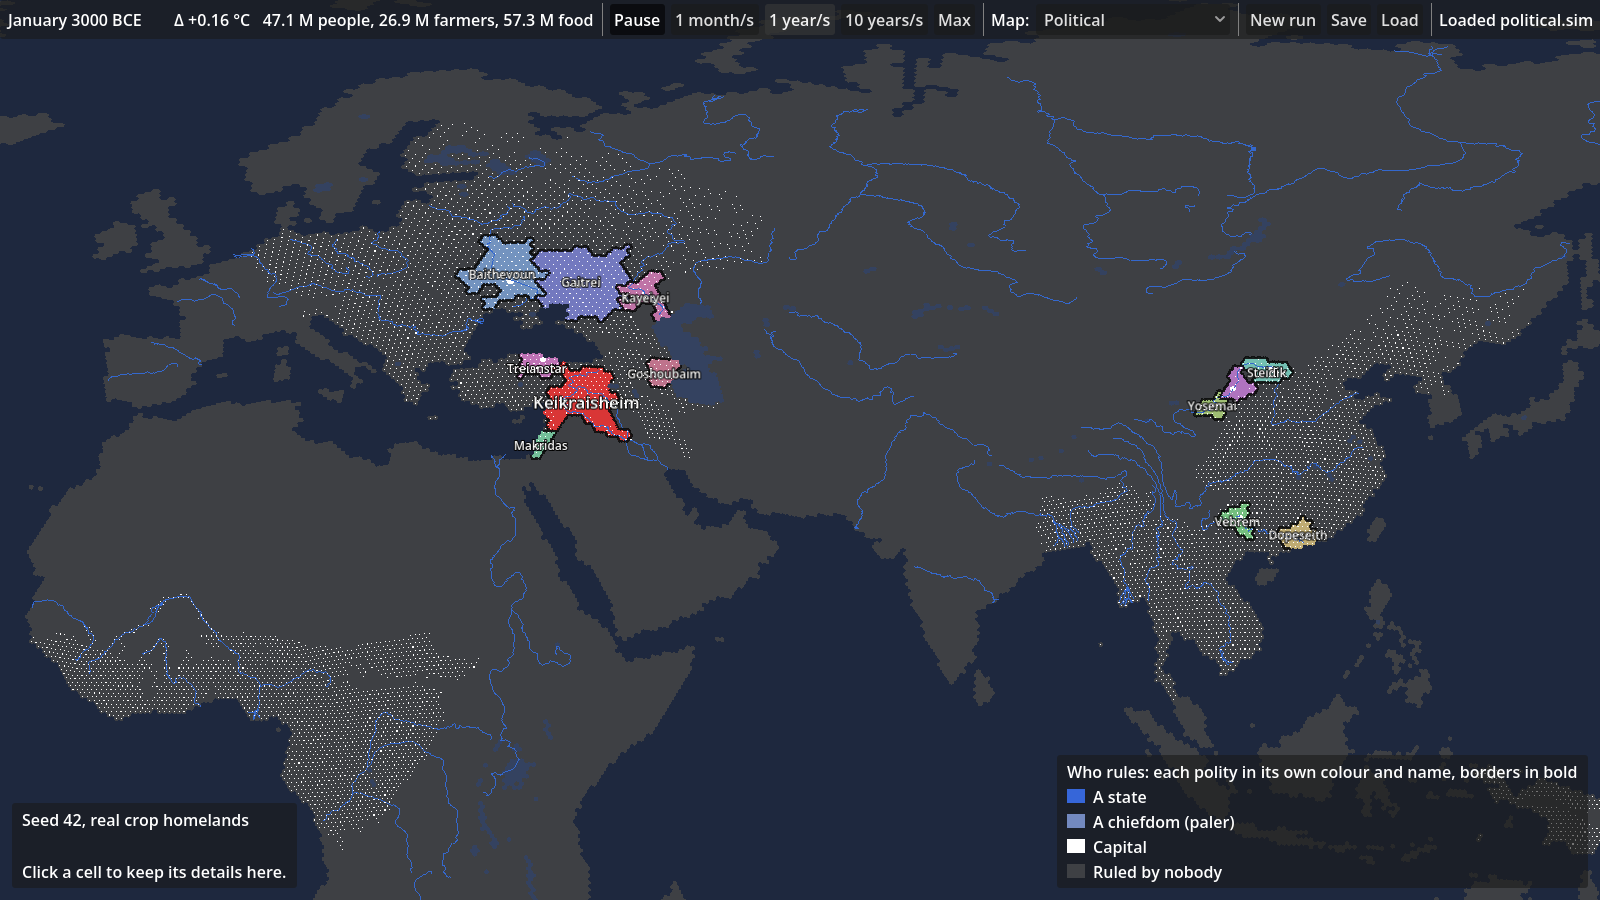 January 3000 BCE Δ +0.16 °C 47.1 M people, 26.9 M farmers, 57.3 M food Pause 1 month/s 1 year/s 10 years/s Max Map: Political New run Save Load Loaded political.sim
Baithevoun
Gaitrei
Kayeryei
Treianstar
Goshoubaim
Keikraisheim
Makridas
Steidik
Yosemai
Vebrem
Dopeseith
Who rules: each polity in its own colour and name, borders in bold
A state
A chiefdom (paler)
Capital
Ruled by nobody
Seed 42, real crop homelands
Click a cell to keep its details here.